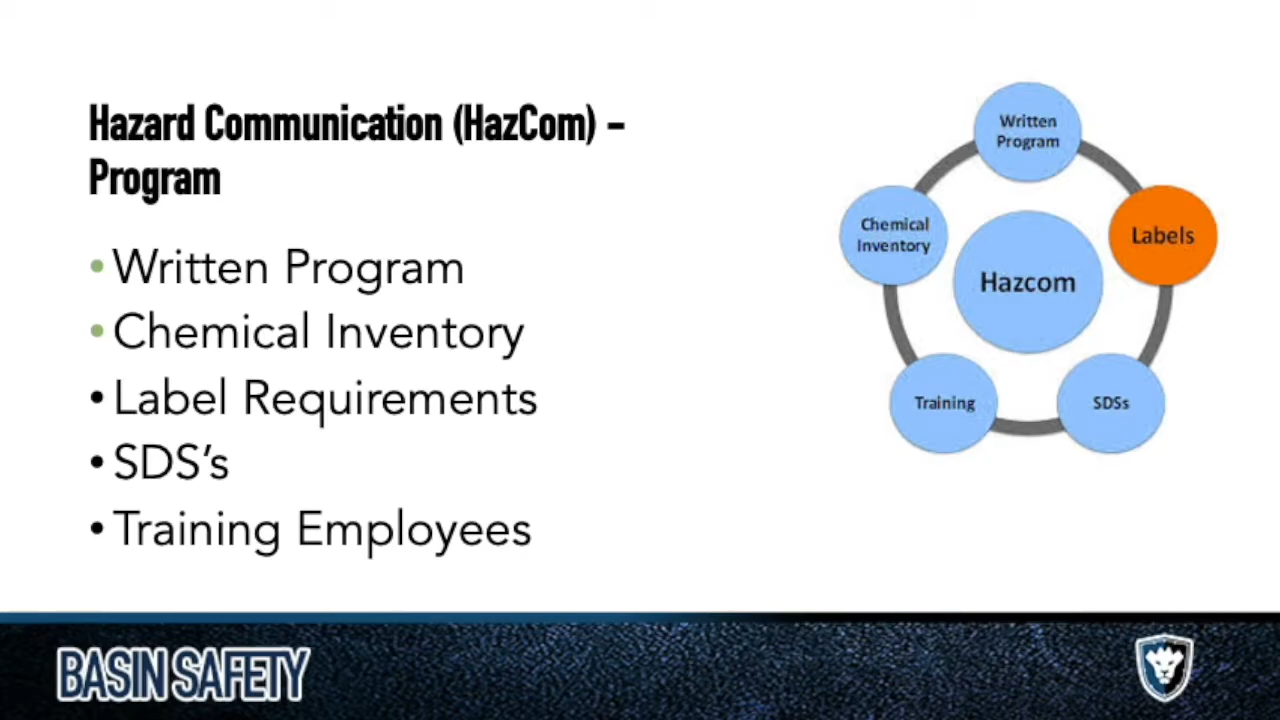 Hazard Communication (HazCom) –
Program
• Written Program
• Chemical Inventory
• Label Requirements
• SDS’s
• Training Employees
Written
Program
Chemical
Inventory
Labels
Hazcom
Training
SDSs
BASIN SAFETY